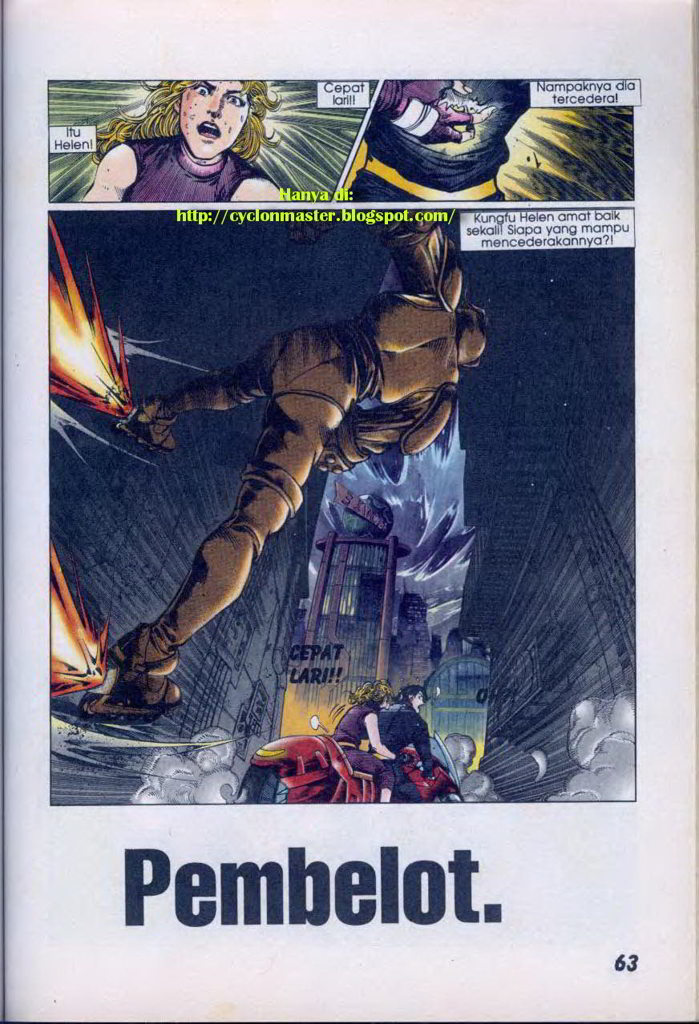 Itu
Helen!
Cepat
lari!!
Nampaknya dia
tercedera!
Hanya di:
http://cyclonmaster.blogspot.com/
Kungfu Helen amat baik
sekali! Siapa yang mampu
mencederakannya?!
CEPAT
LARI!!
Pembelot.
63